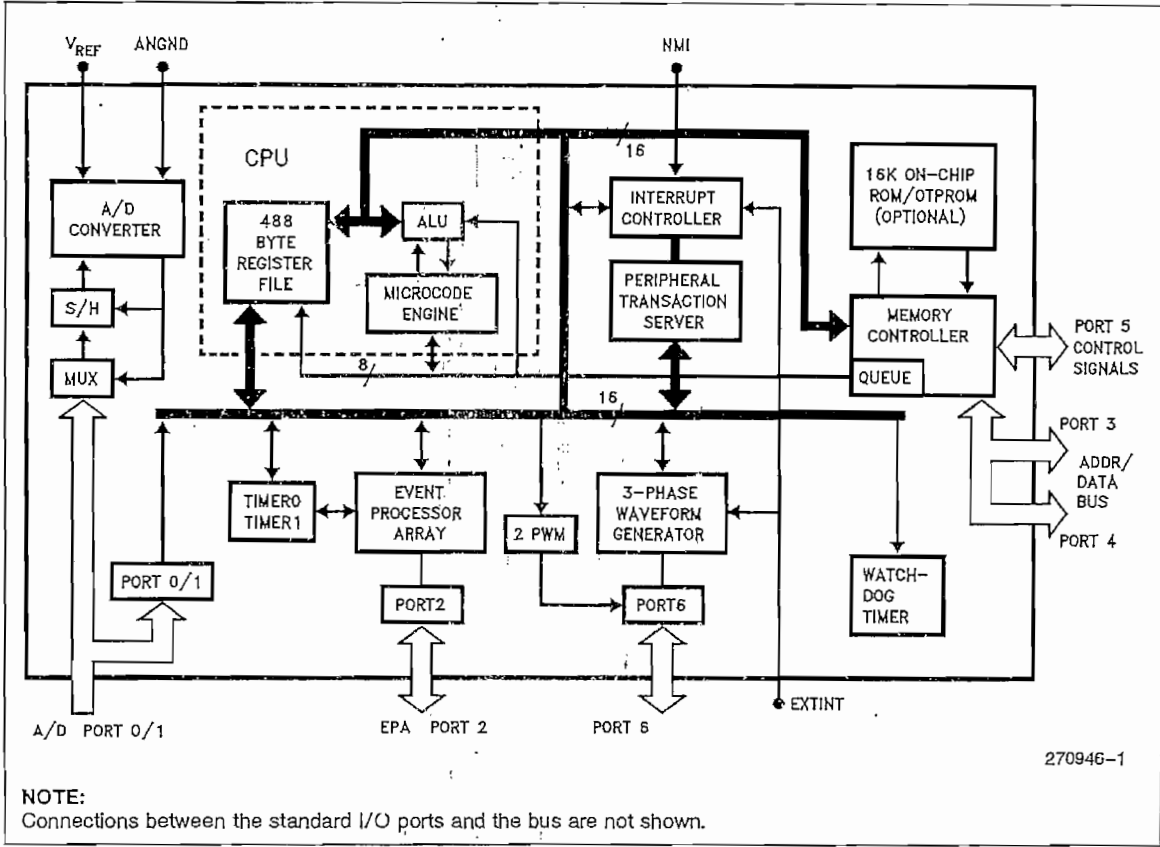 VREF
ANGND
NMI
CPU
16
A/D
CONVERTER
488
BYTE
REGISTER
FILE
ALU
MICROCODE
ENGINE
INTERRUPT
CONTROLLER
PERIPHERAL
TRANSACTION
SERVER
16K ON-CHIP
ROM/OTPROM
(OPTIONAL)
S/H
MUX
MEMORY
CONTROLLER
QUEUE
PORT 5
CONTROL
SIGNALS
8
16
PORT 3
ADDR/
DATA
BUS
PORT 4
TIMER0
TIMER1
EVENT
PROCESSOR
ARRAY
2 PWM
3-PHASE
WAVEFORM
GENERATOR
WATCH-
DOG
TIMER
PORT 0/1
PORT2
PORT6
A/D PORT 0/1
EPA PORT 2
PORT 6
EXTINT
270946-1
NOTE:
Connections between the standard I/O ports and the bus are not shown.